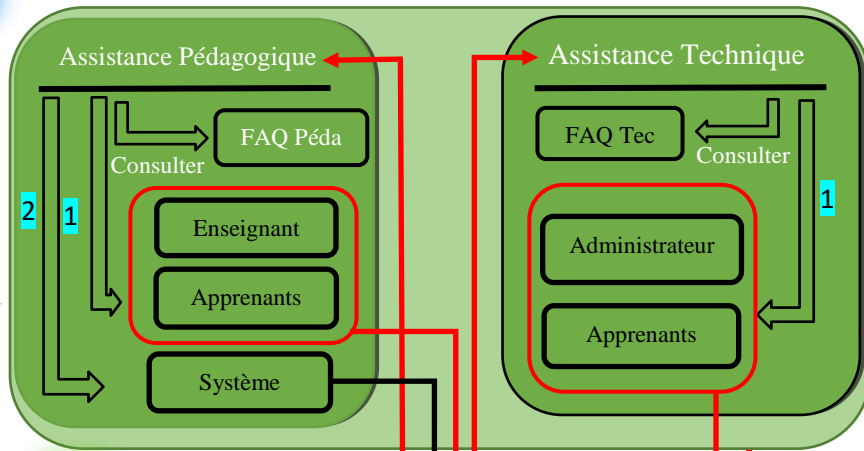 Assistance Pédagogique
FAQ Péda
Consulter
2
1
Enseignant
Apprenants
Système
Assistance Technique
FAQ Tec
Consulter
1
Administrateur
Apprenants